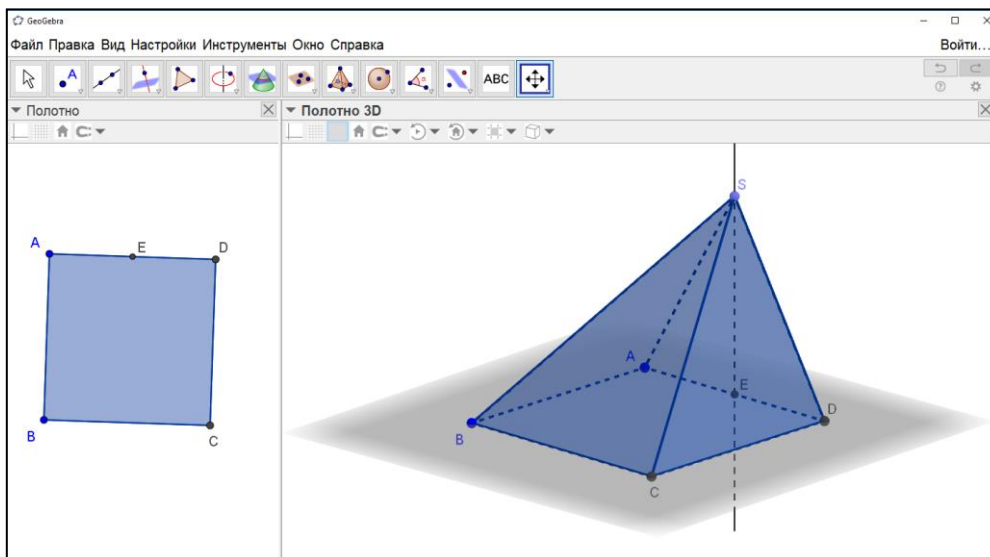 GeoGebra
Файл Правка Вид Настройки Инструменты Окно Справка
Войти...
ABC
Полотно
Полотно 3D
A
E
D
B
C
S
A
E
B
D
C